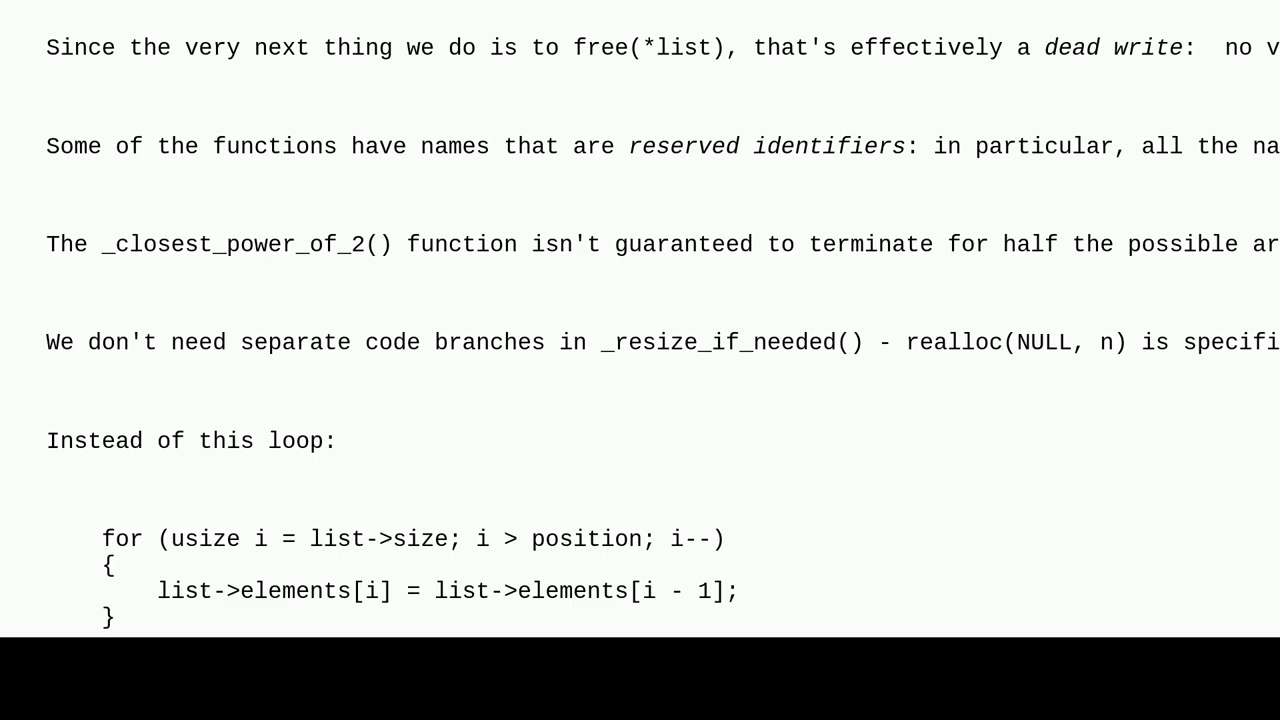 Since the very next thing we do is to free(*list), that's effectively a dead write:  no
Some of the functions have names that are reserved identifiers: in particular, all the
The _closest_power_of_2() function isn't guaranteed to terminate for half the possible
We don't need separate code branches in _resize_if_needed() - realloc(NULL, n) is
Instead of this loop:
for (usize i = list->size; i > position; i--)
{
list->elements[i] = list->elements[i - 1];
}